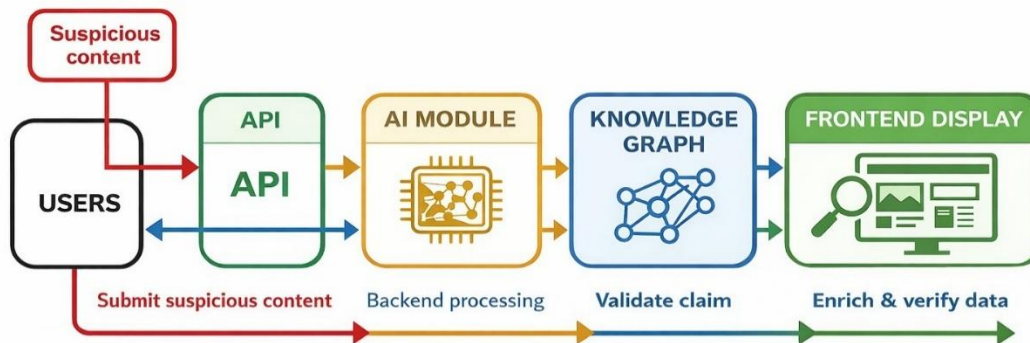 Suspicious
content
USERS
API
API
AI MODULE
KNOWLEDGE
GRAPH
FRONTEND DISPLAY
Submit suspicious content
Backend processing
Validate claim
Enrich & verify data